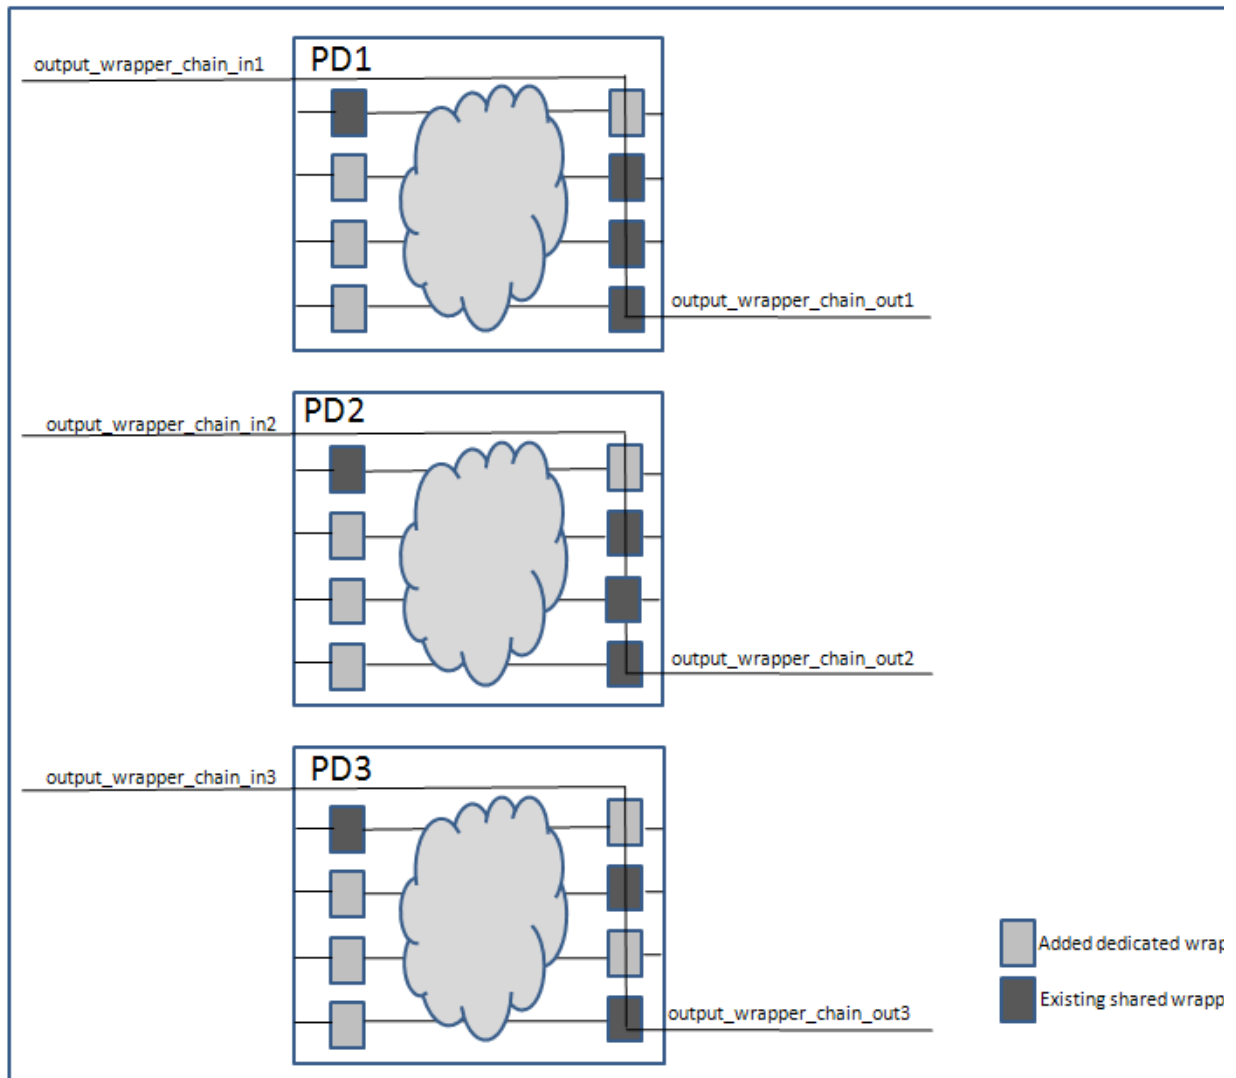 output_wrapper_chain_in1
PD1
output_wrapper_chain_out1
output_wrapper_chain_in2
PD2
output_wrapper_chain_out2
output_wrapper_chain_in3
PD3
output_wrapper_chain_out3
Added dedicated wrap
Existing shared wrapp